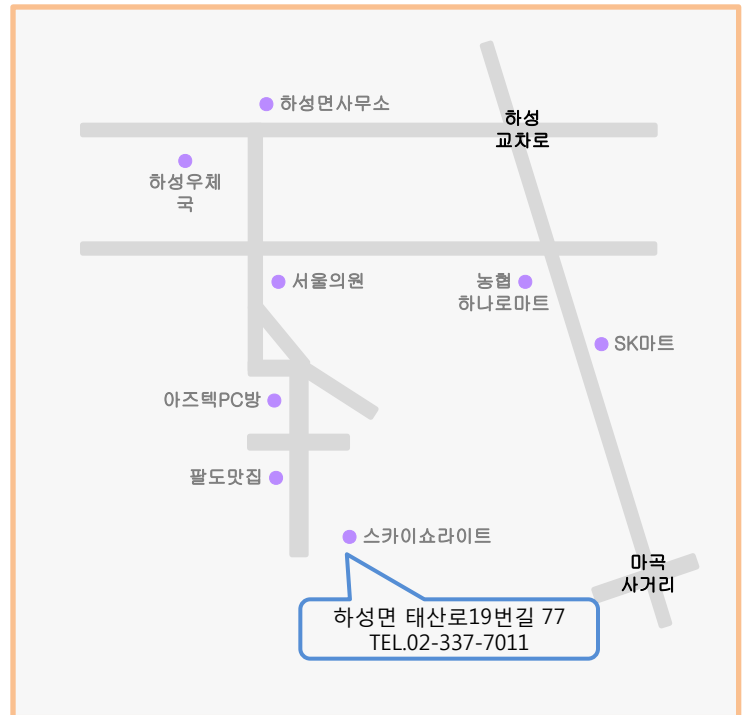 하성면사무소
하성
교차로
하성우체
국
서울의원
농협
하나로마트
SK마트
아즈텍PC방
팔도맛집
스카이쇼라이트
마곡
사거리
하성면 태산로19번길 77
TEL.02-337-7011